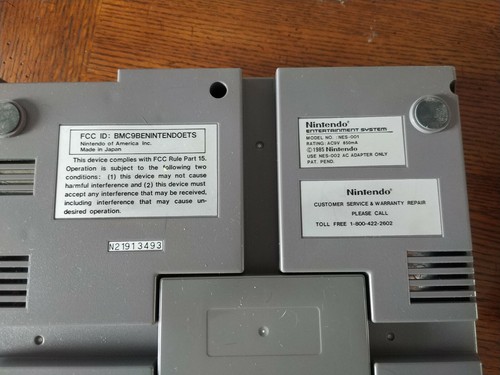 FCC ID: BMC9BENINTENDOETS
Nintendo of America Inc.
Made in Japan
This device complies with FCC Rule Part 15.
Operation is subject to the following two
conditions: (1) this device may not cause
harmful interference and (2) this device must
accept any interference that may be received,
including interference that may cause un-
desired operation.
N21913493
Nintendo
ENTERTAINMENT SYSTEM
MODEL NO.: NES-001
RATING: AC9V 850mA
©1985 Nintendo
USE NES-002 AC ADAPTER ONLY
PAT. PEND.
Nintendo
CUSTOMER SERVICE & WARRANTY REPAIR
PLEASE CALL
TOLL FREE 1-800-422-2602